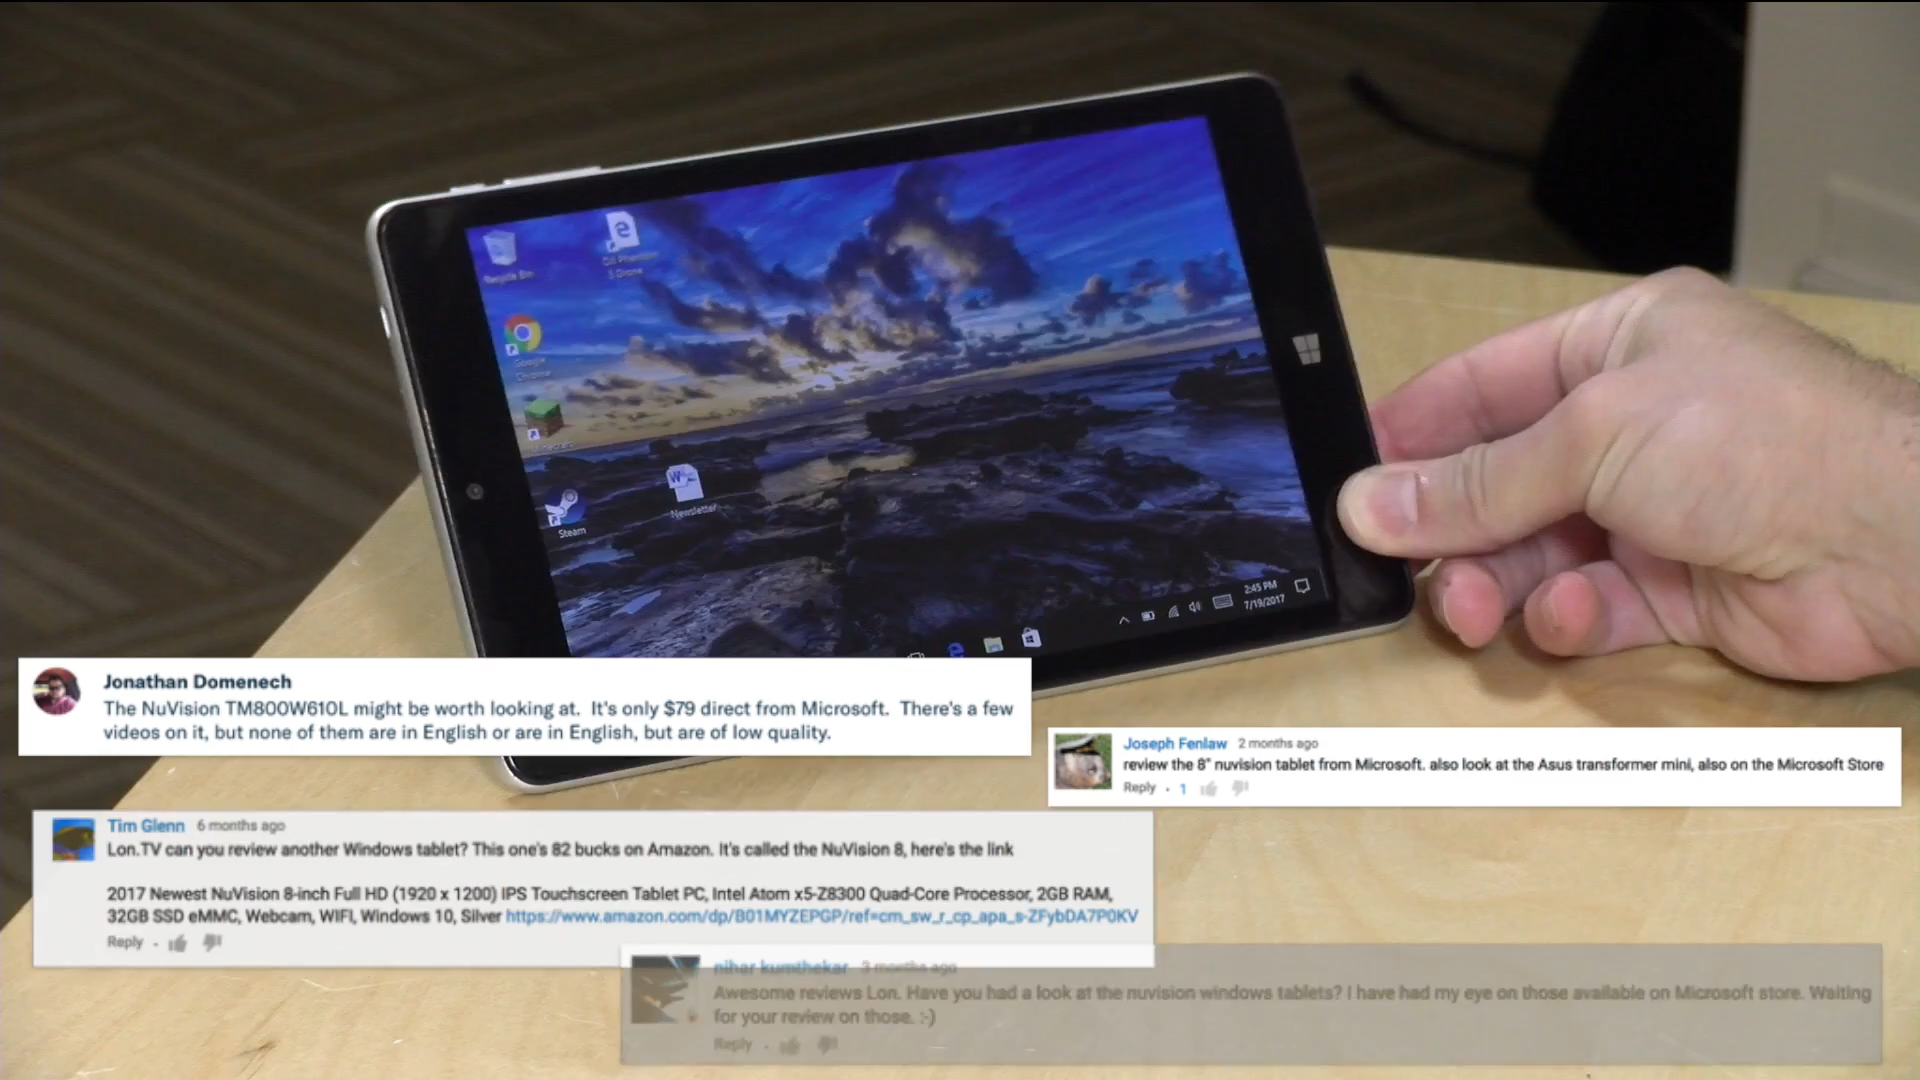 Recycle Bin
Google
Chrome
Steam
Newsletter
2:45 PM
7/19/2017
Jonathan Domenech
The NuVision TM800W610L might be worth looking at. It's only $79 direct from Microsoft. There's a few
videos on it, but none of them are in English or are in English, but are of low quality.
Joseph Fenlaw 2 months ago
review the 8" nuvision tablet from Microsoft. also look at the Asus transformer mini, also on the Microsoft Store
Reply · 1
Tim Glenn 6 months ago
Lon.TV can you review another Windows tablet? This one's 82 bucks on Amazon. It's called the NuVision 8, here's the link
2017 Newest NuVision 8-inch Full HD (1920 x 1200) IPS Touchscreen Tablet PC, Intel Atom x5-Z8300 Quad-Core Processor, 2GB RAM,
32GB SSD eMMC, Webcam, WIFI, Windows 10, Silver https://www.amazon.com/dp/B01MYZEPGP/ref=cm_sw_r_cp_apa_s-ZFybDA7P0KV
Reply ·
nihar kumthekar 3 months ago
Awesome reviews Lon. Have you had a look at the nuvision windows tablets? I have had my eye on those available on Microsoft store. Waiting
for your review on those. :-)
Reply ·